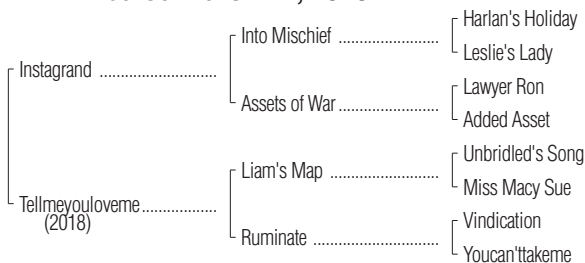 Harlan's Holiday
Into Mischief ....................
Leslie's Lady
Instagrand ........................
Lawyer Ron
Assets of War ....................
Added Asset
Unbridled's Song
Liam's Map ......................
Miss Macy Sue
Tellmeyouloveme................
(2018)
Vindication
Ruminate .........................
Youcan'ttakeme